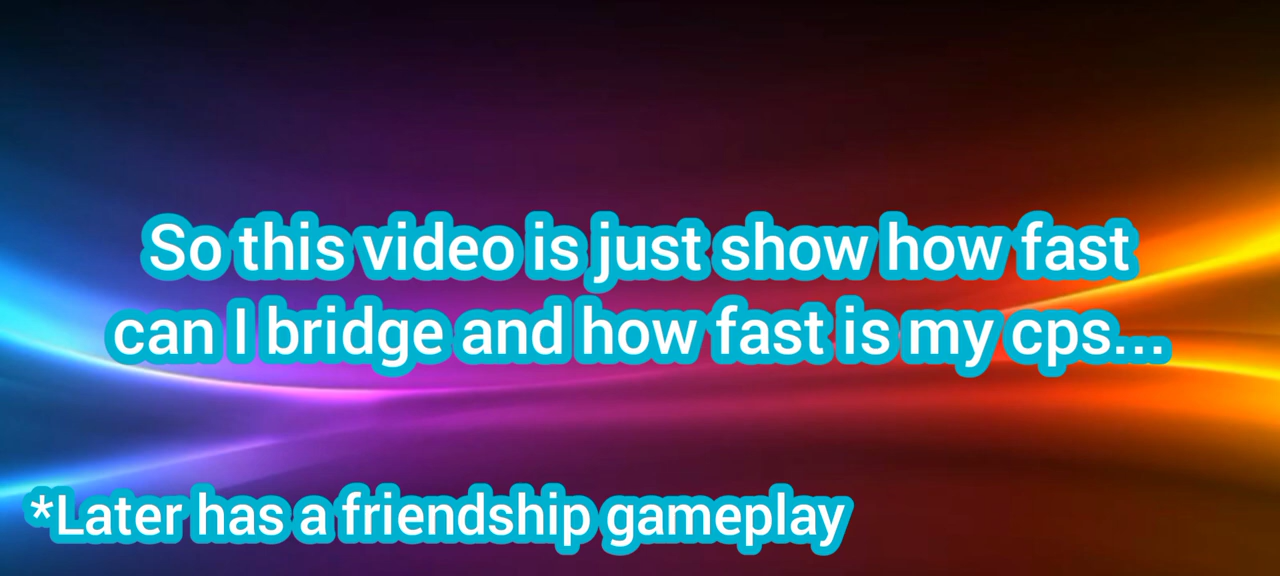 So this video is just show how fast
can I bridge and how fast is my cps...
*Later has a friendship gameplay